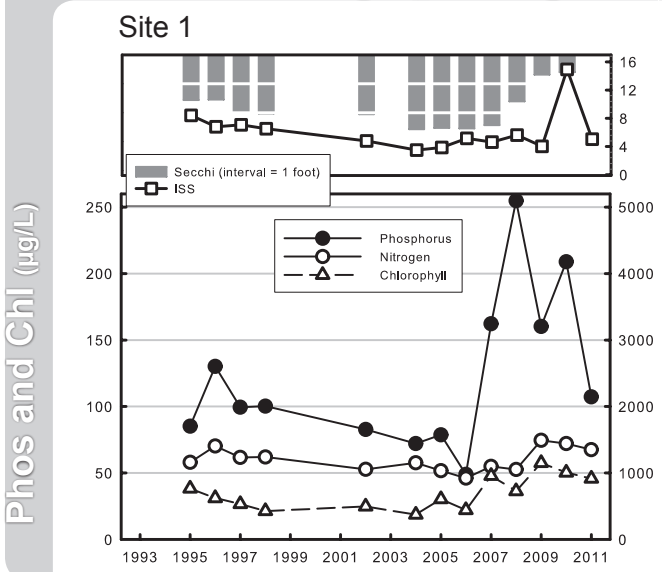 Site 1
16
12
8
4
0
Secchi (interval = 1 foot)
ISS
Phos and Chl (µg/L)
250
200
150
100
50
0
Phosphorus
Nitrogen
Chlorophyll
5000
4000
3000
2000
1000
0
1993 1995 1997 1999 2001 2003 2005 2007 2009 2011